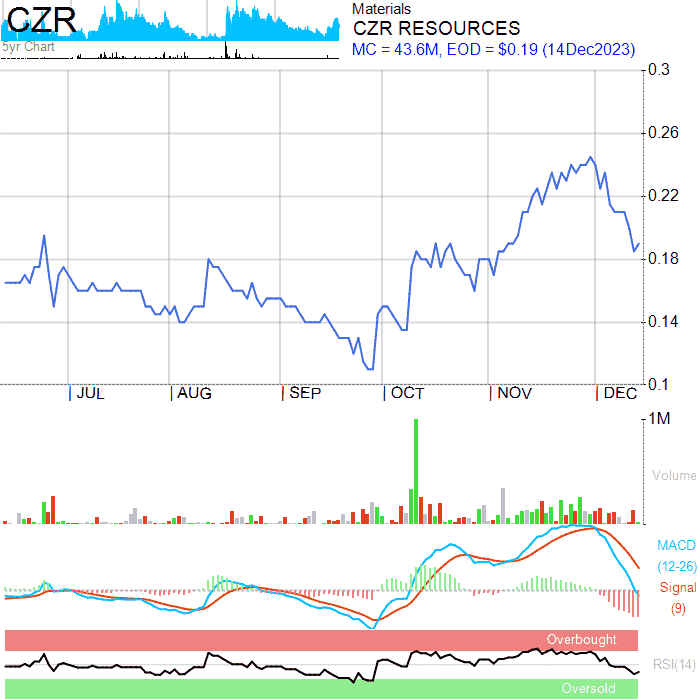 CZR
5yr Chart
Materials
CZR RESOURCES
MC = 43.6M, EOD = $0.19 (14Dec2023)
0.3
0.26
0.22
0.18
0.14
0.1
JUL AUG SEP OCT NOV DEC
1M
Volume
MACD
(12-26)
Signal
(9)
Overbought
RSI(14)
Oversold